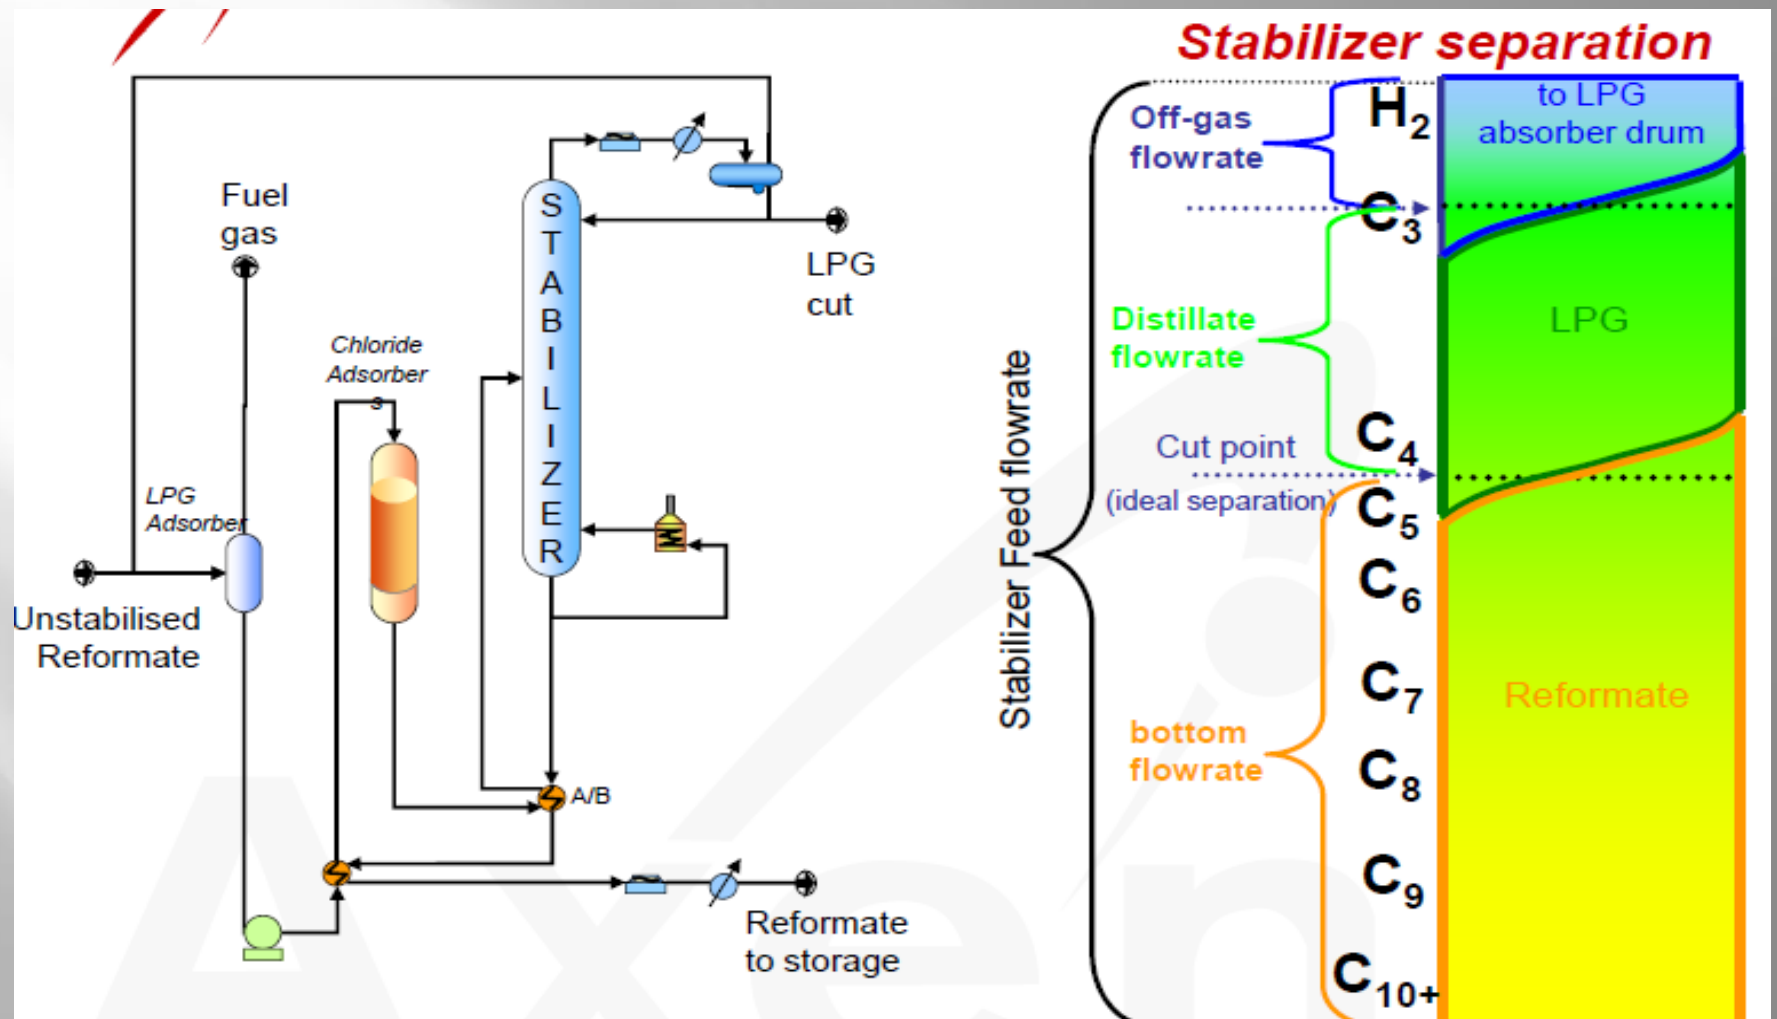 Stabilizer separation
Fuel
gas
Chloride
Adsorber
s
LPG
Adsorber
Unstabilised
Reformate
S
T
A
B
I
L
I
Z
E
R
LPG
cut
A/B
Reformate
to storage
Stabilizer Feed flowrate
Off-gas
flowrate
Distillate
flowrate
Cut point
(ideal separation)
bottom
flowrate
H2
C3
C4
C5
C6
C7
C8
C9
C10+
to LPG
absorber drum
LPG
Reformate
Axen